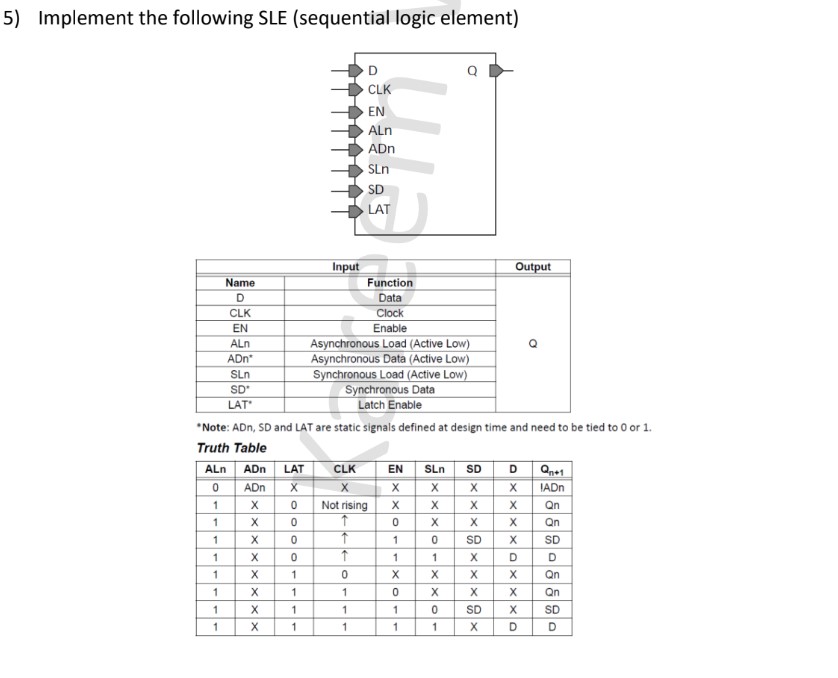 5) Implement the following SLE (sequential logic element)
D Q
CLK
EN
ALn
ADn
SLn
SD
LAT
Input Output
Name Function
D Data
CLK Clock
EN Enable
ALn Asynchronous Load (Active Low) Q
ADn* Asynchronous Data (Active Low)
SLn Synchronous Load (Active Low)
SD* Synchronous Data
LAT* Latch Enable
*Note: ADn, SD and LAT are static signals defined at design time and need to be tied to 0 or 1.
Truth Table
ALn ADn LAT CLK EN SLn SD D Qn+1
0 ADn X X X X X X !ADn
1 X 0 Not rising X X X X Qn
1 X 0 ↑ 0 X X X Qn
1 X 0 ↑ 1 0 SD X SD
1 X 0 ↑ 1 1 X D D
1 X 1 0 X X X X Qn
1 X 1 1 0 X X X Qn
1 X 1 1 1 0 SD X SD
1 X 1 1 1 1 X D D
Kareem